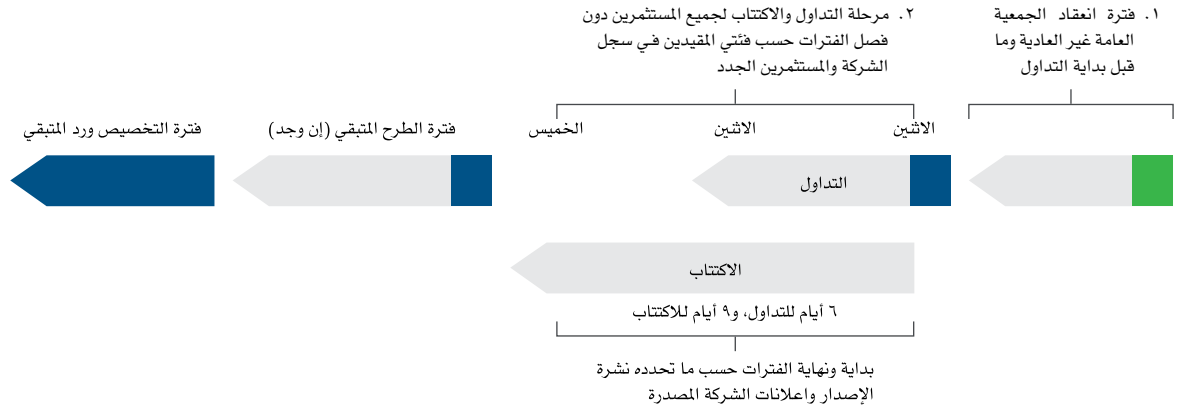 ١. فترة انعقاد الجمعية
العامة غير العادية وما
قبل بداية التداول
٢. مرحلة التداول والاكتتاب لجميع المستثمرين دون
فصل الفترات حسب فئتي المقيدين في سجل
الشركة والمستثمرين الجدد
الاثنين
الاثنين
الخميس
فترة الطرح المتبقي (إن وجد)
فترة التخصيص ورد المتبقي
التداول
الاكتتاب
٦ أيام للتداول، و٩ أيام للاكتتاب
بداية ونهاية الفترات حسب ما تحدده نشرة
الإصدار واعلانات الشركة المصدرة